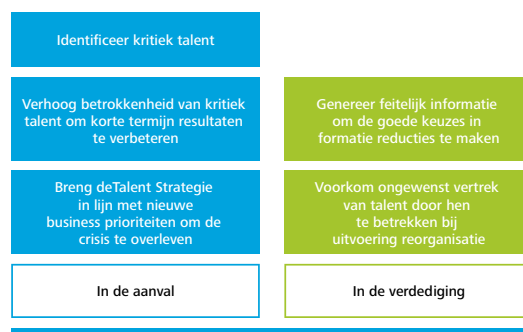 Identificeer kritiek talent
Verhoog betrokkenheid van kritiek
talent om korte termijn resultaten
te verbeteren
Genereer feitelijk informatie
om de goede keuzes in
formatie reducties te maken
Breng deTalent Strategie
in lijn met nieuwe
business prioriteiten om de
crisis te overleven
Voorkom ongewenst vertrek
van talent door hen
te betrekken bij
uitvoering reorganisatie
In de aanval
In de verdediging